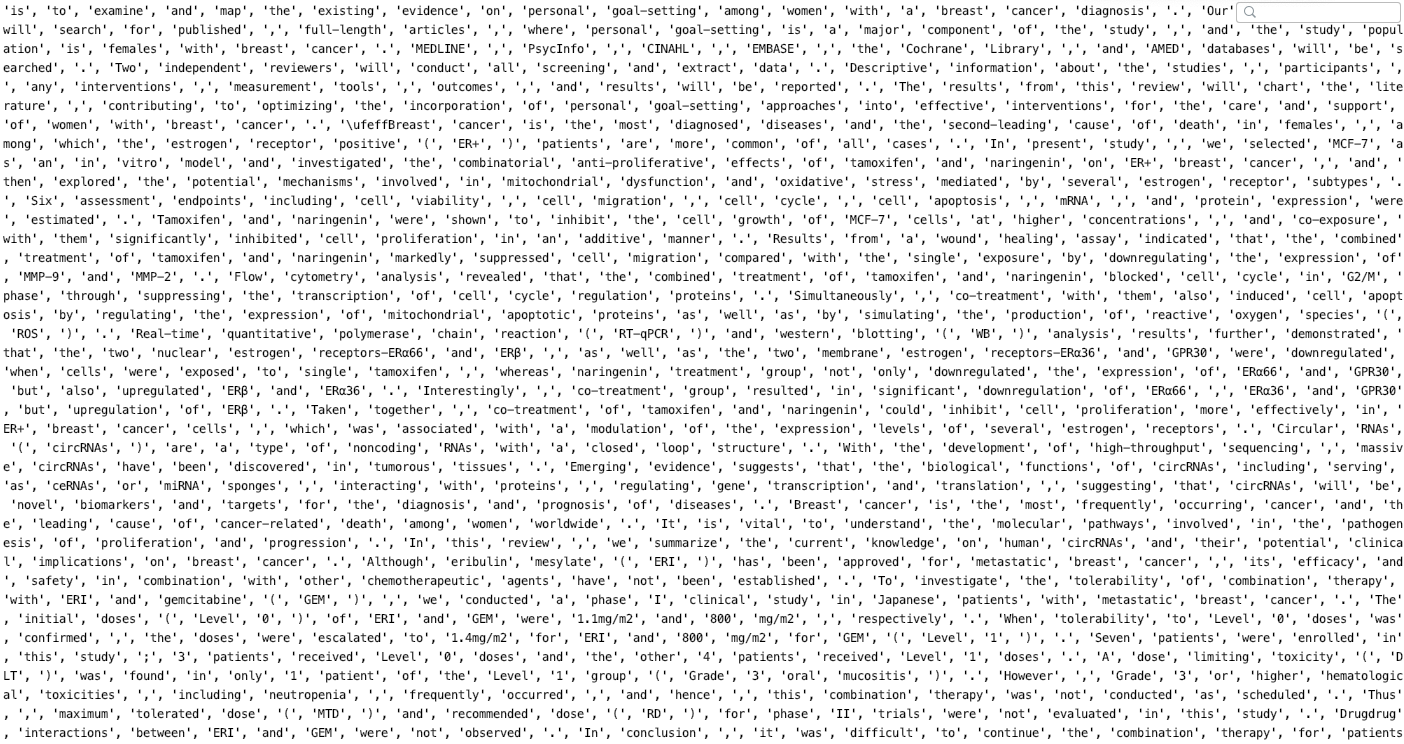 'is', 'to', 'examine', 'and', 'map', 'the', 'existing', 'evidence', 'on', 'personal', 'goal-setting', 'among', 'women', 'with', 'a', 'breast', 'cancer', 'diagnosis', '.', 'Our'
will', 'search', 'for', 'published', ',', 'full-length', 'articles', ',', 'where', 'personal', 'goal-setting', 'is', 'a', 'major', 'component', 'of', 'the', 'study', ',', 'and', 'the', 'study', 'popul
ation', 'is', 'females', 'with', 'breast', 'cancer', '.', 'MEDLINE', ',', 'PsycInfo', ',', 'CINAHL', ',', 'EMBASE', ',', 'the', 'Cochrane', 'Library', ',', 'and', 'AMED', 'databases', 'will', 'be', 's
earched', '.', 'Two', 'independent', 'reviewers', 'will', 'conduct', 'all', 'screening', 'and', 'extract', 'data', '.', 'Descriptive', 'information', 'about', 'the', 'studies', ',', 'participants', ',
', 'any', 'interventions', ',', 'measurement', 'tools', ',', 'outcomes', ',', 'and', 'results', 'will', 'be', 'reported', '.', 'The', 'results', 'from', 'this', 'review', 'will', 'chart', 'the', 'lite
rature', ',', 'contributing', 'to', 'optimizing', 'the', 'incorporation', 'of', 'personal', 'goal-setting', 'approaches', 'into', 'effective', 'interventions', 'for', 'the', 'care', 'and', 'support',
'of', 'women', 'with', 'breast', 'cancer', '.', '\ufeffBreast', 'cancer', 'is', 'the', 'most', 'diagnosed', 'diseases', 'and', 'the', 'second-leading', 'cause', 'of', 'death', 'in', 'females', ',', 'a
mong', 'which', 'the', 'estrogen', 'receptor', 'positive', '(', 'ER+', ')', 'patients', 'are', 'more', 'common', 'of', 'all', 'cases', '.', 'In', 'present', 'study', ',', 'we', 'selected', 'MCF-7', 'a
s', 'an', 'in', 'vitro', 'model', 'and', 'investigated', 'the', 'combinatorial', 'anti-proliferative', 'effects', 'of', 'tamoxifen', 'and', 'naringenin', 'on', 'ER+', 'breast', 'cancer', ',', 'and', '
then', 'explored', 'the', 'potential', 'mechanisms', 'involved', 'in', 'mitochondrial', 'dysfunction', 'and', 'oxidative', 'stress', 'mediated', 'by', 'several', 'estrogen', 'receptor', 'subtypes', '.
', 'Six', 'assessment', 'endpoints', 'including', 'cell', 'viability', ',', 'cell', 'migration', ',', 'cell', 'cycle', ',', 'cell', 'apoptosis', ',', 'mRNA', ',', 'and', 'protein', 'expression', 'were
', 'estimated', '.', 'Tamoxifen', 'and', 'naringenin', 'were', 'shown', 'to', 'inhibit', 'the', 'cell', 'growth', 'of', 'MCF-7', 'cells', 'at', 'higher', 'concentrations', ',', 'and', 'co-exposure', '
with', 'them', 'significantly', 'inhibited', 'cell', 'proliferation', 'in', 'an', 'additive', 'manner', '.', 'Results', 'from', 'a', 'wound', 'healing', 'assay', 'indicated', 'that', 'the', 'combined'
, 'treatment', 'of', 'tamoxifen', 'and', 'naringenin', 'markedly', 'suppressed', 'cell', 'migration', 'compared', 'with', 'the', 'single', 'exposure', 'by', 'downregulating', 'the', 'expression', 'of'
, 'MMP-9', 'and', 'MMP-2', '.', 'Flow', 'cytometry', 'analysis', 'revealed', 'that', 'the', 'combined', 'treatment', 'of', 'tamoxifen', 'and', 'naringenin', 'blocked', 'cell', 'cycle', 'in', 'G2/M', '
phase', 'through', 'suppressing', 'the', 'transcription', 'of', 'cell', 'cycle', 'regulation', 'proteins', '.', 'Simultaneously', ',', 'co-treatment', 'with', 'them', 'also', 'induced', 'cell', 'apopt
osis', 'by', 'regulating', 'the', 'expression', 'of', 'mitochondrial', 'apoptotic', 'proteins', 'as', 'well', 'as', 'by', 'simulating', 'the', 'production', 'of', 'reactive', 'oxygen', 'species', '(',
'ROS', ')', '.', 'Real-time', 'quantitative', 'polymerase', 'chain', 'reaction', '(', 'RT-qPCR', ')', 'and', 'western', 'blotting', '(', 'WB', ')', 'analysis', 'results', 'further', 'demonstrated', '
that', 'the', 'two', 'nuclear', 'estrogen', 'receptors-ERα66', 'and', 'ERβ', ',', 'as', 'well', 'as', 'the', 'two', 'membrane', 'estrogen', 'receptors-ERα36', 'and', 'GPR30', 'were', 'downregulated',
'when', 'cells', 'were', 'exposed', 'to', 'single', 'tamoxifen', ',', 'whereas', 'naringenin', 'treatment', 'group', 'not', 'only', 'downregulated', 'the', 'expression', 'of', 'ERα66', 'and', 'GPR30',
'but', 'also', 'upregulated', 'ERβ', 'and', 'ERα36', '.', 'Interestingly', ',', 'co-treatment', 'group', 'resulted', 'in', 'significant', 'downregulation', 'of', 'ERα66', ',', 'ERα36', 'and', 'GPR30'
, 'but', 'upregulation', 'of', 'ERβ', '.', 'Taken', 'together', ',', 'co-treatment', 'of', 'tamoxifen', 'and', 'naringenin', 'could', 'inhibit', 'cell', 'proliferation', 'more', 'effectively', 'in', '
ER+', 'breast', 'cancer', 'cells', ',', 'which', 'was', 'associated', 'with', 'a', 'modulation', 'of', 'the', 'expression', 'levels', 'of', 'several', 'estrogen', 'receptors', '.', 'Circular', 'RNAs',
'(', 'circRNAs', ')', 'are', 'a', 'type', 'of', 'noncoding', 'RNAs', 'with', 'a', 'closed', 'loop', 'structure', '.', 'With', 'the', 'development', 'of', 'high-throughput', 'sequencing', ',', 'massiv
e', 'circRNAs', 'have', 'been', 'discovered', 'in', 'tumorous', 'tissues', '.', 'Emerging', 'evidence', 'suggests', 'that', 'the', 'biological', 'functions', 'of', 'circRNAs', 'including', 'serving',
'as', 'ceRNAs', 'or', 'miRNA', 'sponges', ',', 'interacting', 'with', 'proteins', ',', 'regulating', 'gene', 'transcription', 'and', 'translation', ',', 'suggesting', 'that', 'circRNAs', 'will', 'be',
'novel', 'biomarkers', 'and', 'targets', 'for', 'the', 'diagnosis', 'and', 'prognosis', 'of', 'diseases', '.', 'Breast', 'cancer', 'is', 'the', 'most', 'frequently', 'occurring', 'cancer', 'and', 'th
e', 'leading', 'cause', 'of', 'cancer-related', 'death', 'among', 'women', 'worldwide', '.', 'It', 'is', 'vital', 'to', 'understand', 'the', 'molecular', 'pathways', 'involved', 'in', 'the', 'pathogen
esis', 'of', 'proliferation', 'and', 'progression', '.', 'In', 'this', 'review', ',', 'we', 'summarize', 'the', 'current', 'knowledge', 'on', 'human', 'circRNAs', 'and', 'their', 'potential', 'clinica
l', 'implications', 'on', 'breast', 'cancer', '.', 'Although', 'eribulin', 'mesylate', '(', 'ERI', ')', 'has', 'been', 'approved', 'for', 'metastatic', 'breast', 'cancer', ',', 'its', 'efficacy', 'and
', 'safety', 'in', 'combination', 'with', 'other', 'chemotherapeutic', 'agents', 'have', 'not', 'been', 'established', '.', 'To', 'investigate', 'the', 'tolerability', 'of', 'combination', 'therapy',
'with', 'ERI', 'and', 'gemcitabine', '(', 'GEM', ')', ',', 'we', 'conducted', 'a', 'phase', 'I', 'clinical', 'study', 'in', 'Japanese', 'patients', 'with', 'metastatic', 'breast', 'cancer', '.', 'The'
, 'initial', 'doses', '(', 'Level', '0', ')', 'of', 'ERI', 'and', 'GEM', 'were', '1.1mg/m2', 'and', '800', 'mg/m2', ',', 'respectively', '.', 'When', 'tolerability', 'to', 'Level', '0', 'doses', 'was'
, 'confirmed', ',', 'the', 'doses', 'were', 'escalated', 'to', '1.4mg/m2', 'for', 'ERI', 'and', '800', 'mg/m2', 'for', 'GEM', '(', 'Level', '1', ')', '.', 'Seven', 'patients', 'were', 'enrolled', 'in'
, 'this', 'study', ';', '3', 'patients', 'received', 'Level', '0', 'doses', 'and', 'the', 'other', '4', 'patients', 'received', 'Level', '1', 'doses', '.', 'A', 'dose', 'limiting', 'toxicity', '(', 'D
LT', ')', 'was', 'found', 'in', 'only', '1', 'patient', 'of', 'the', 'Level', '1', 'group', '(', 'Grade', '3', 'oral', 'mucositis', ')', '.', 'However', ',', 'Grade', '3', 'or', 'higher', 'hematologic
al', 'toxicities', ',', 'including', 'neutropenia', ',', 'frequently', 'occurred', ',', 'and', 'hence', ',', 'this', 'combination', 'therapy', 'was', 'not', 'conducted', 'as', 'scheduled', '.', 'Thus'
, ',', 'maximum', 'tolerated', 'dose', '(', 'MTD', ')', 'and', 'recommended', 'dose', '(', 'RD', ')', 'for', 'phase', 'II', 'trials', 'were', 'not', 'evaluated', 'in', 'this', 'study', '.', 'Drugdrug'
, 'interactions', 'between', 'ERI', 'and', 'GEM', 'were', 'not', 'observed', '.', 'In', 'conclusion', ',', 'it', 'was', 'difficult', 'to', 'continue', 'the', 'combination', 'therapy', 'for', 'patients